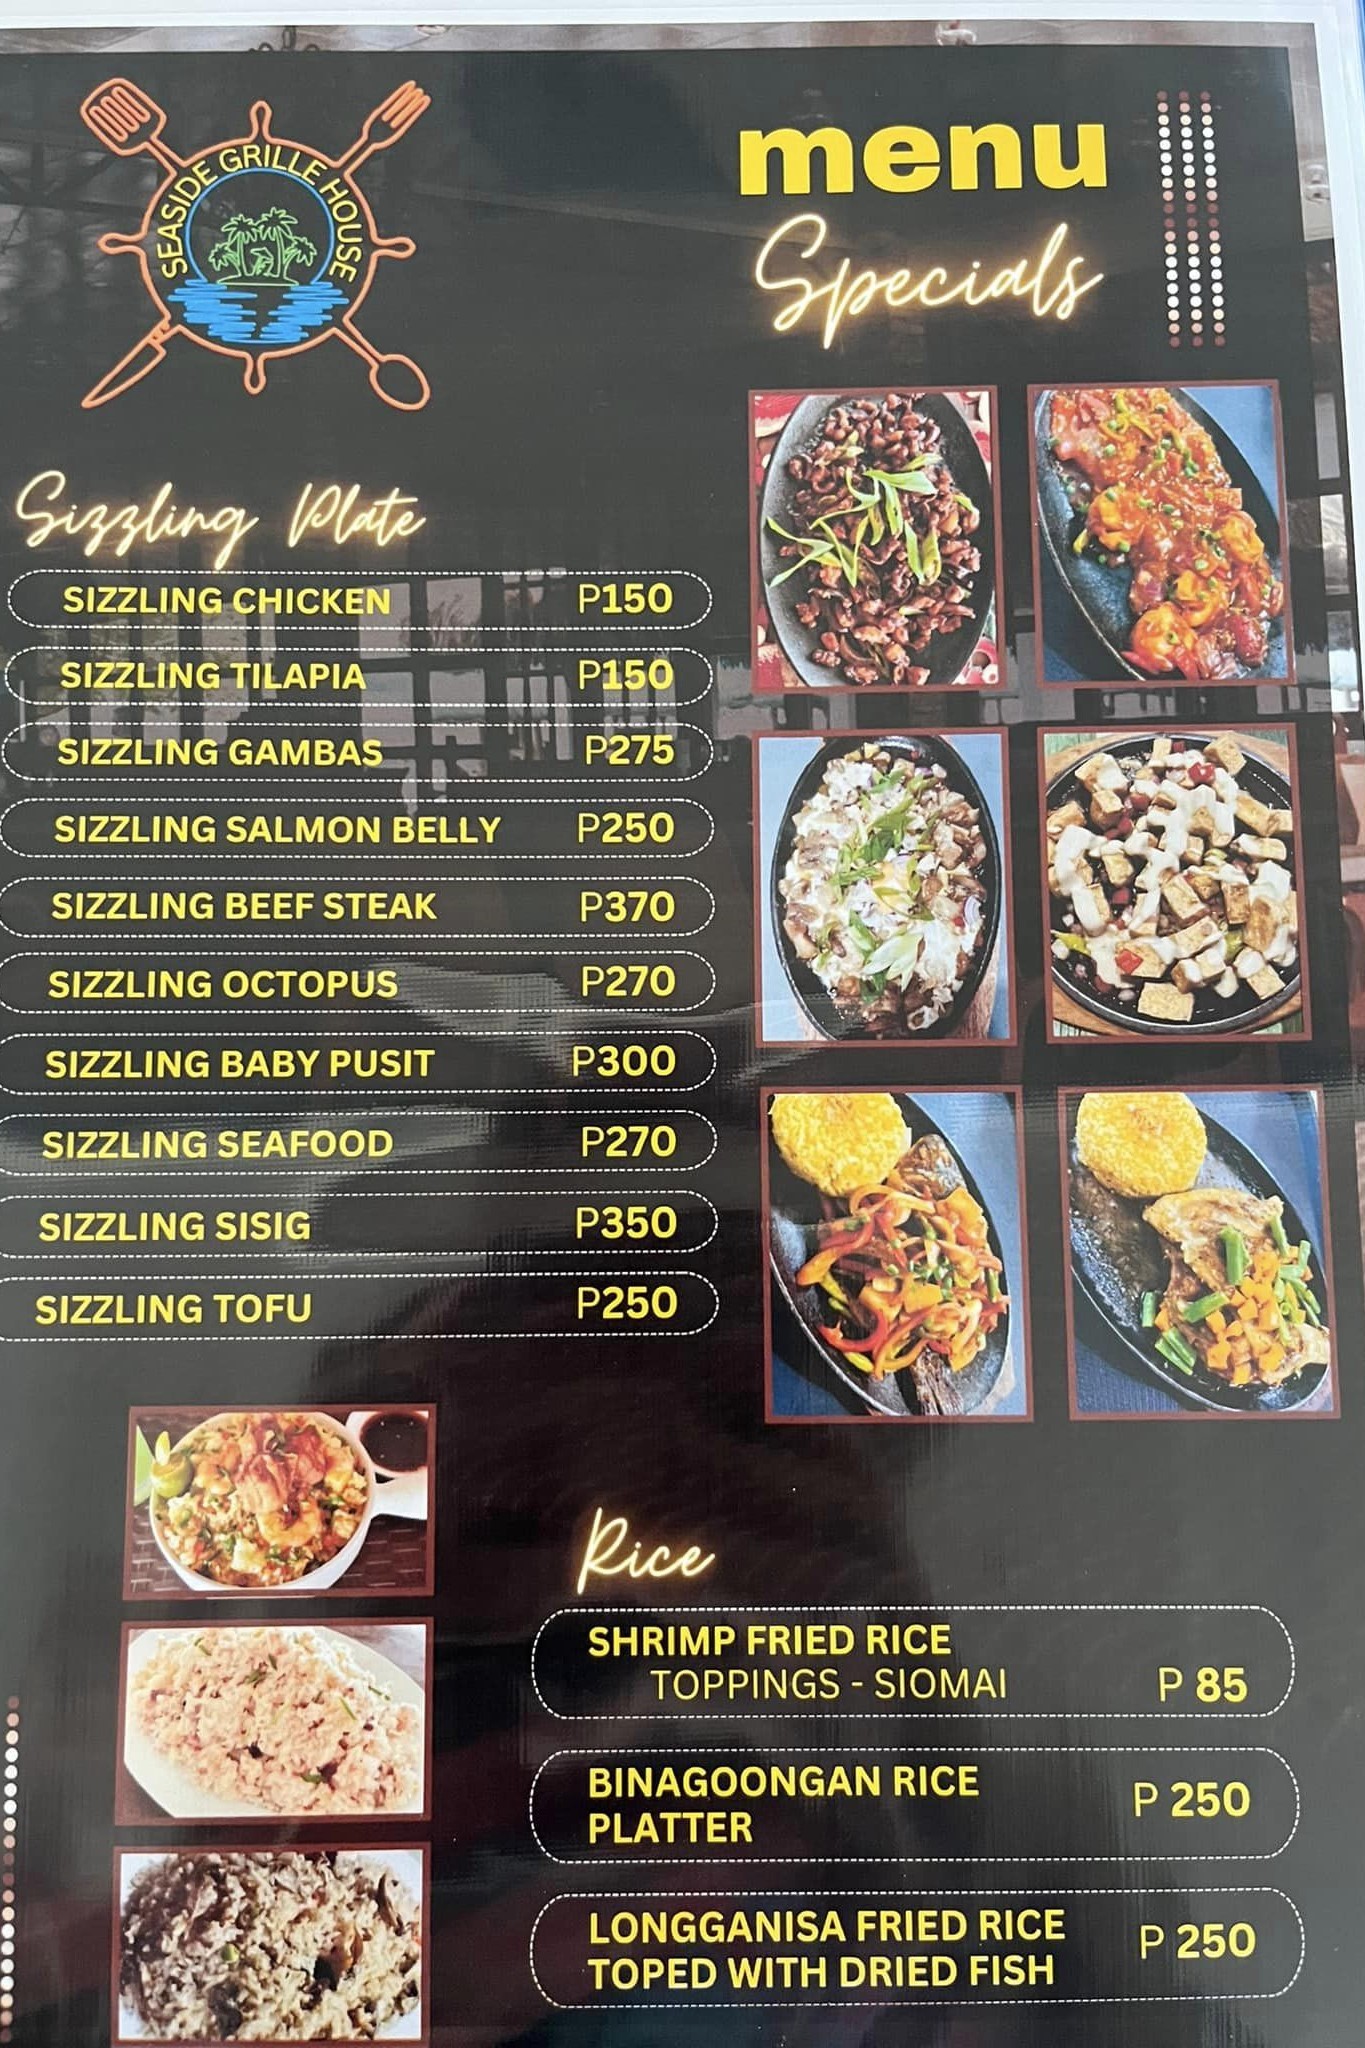 SEASIDE GRILLE HOUSE
menu
Specials
Sizzling Plate
SIZZLING CHICKEN P150
SIZZLING TILAPIA P150
SIZZLING GAMBAS P275
SIZZLING SALMON BELLY P250
SIZZLING BEEF STEAK P370
SIZZLING OCTOPUS P270
SIZZLING BABY PUSIT P300
SIZZLING SEAFOOD P270
SIZZLING SISIG P350
SIZZLING TOFU P250
Rice
SHRIMP FRIED RICE
TOPPINGS - SIOMAI P 85
BINAGOONGAN RICE
PLATTER P 250
LONGGANISA FRIED RICE
TOPED WITH DRIED FISH P 250